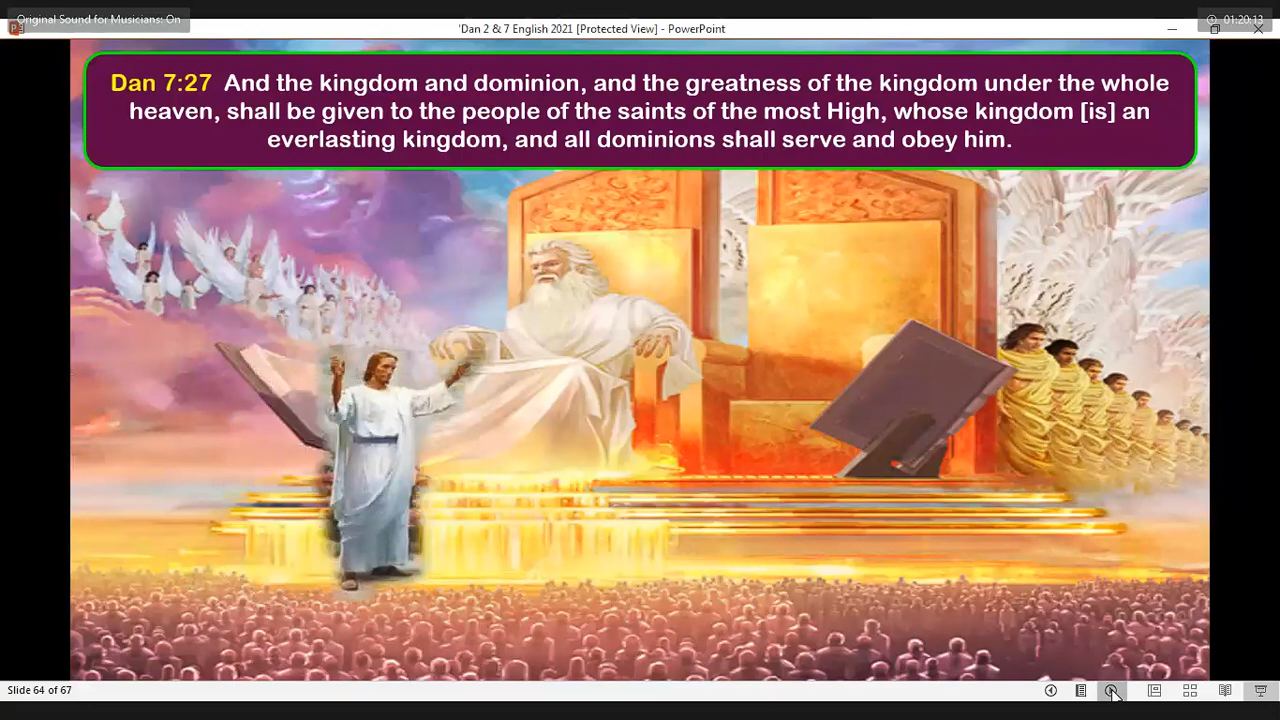 Original Sound for Musicians: On
01:20:13
'Dan 2 & 7 English 2021 [Protected View] - PowerPoint
Dan 7:27 And the kingdom and dominion, and the greatness of the kingdom under the whole
heaven, shall be given to the people of the saints of the most High, whose kingdom [is] an
everlasting kingdom, and all dominions shall serve and obey him.
Slide 64 of 67